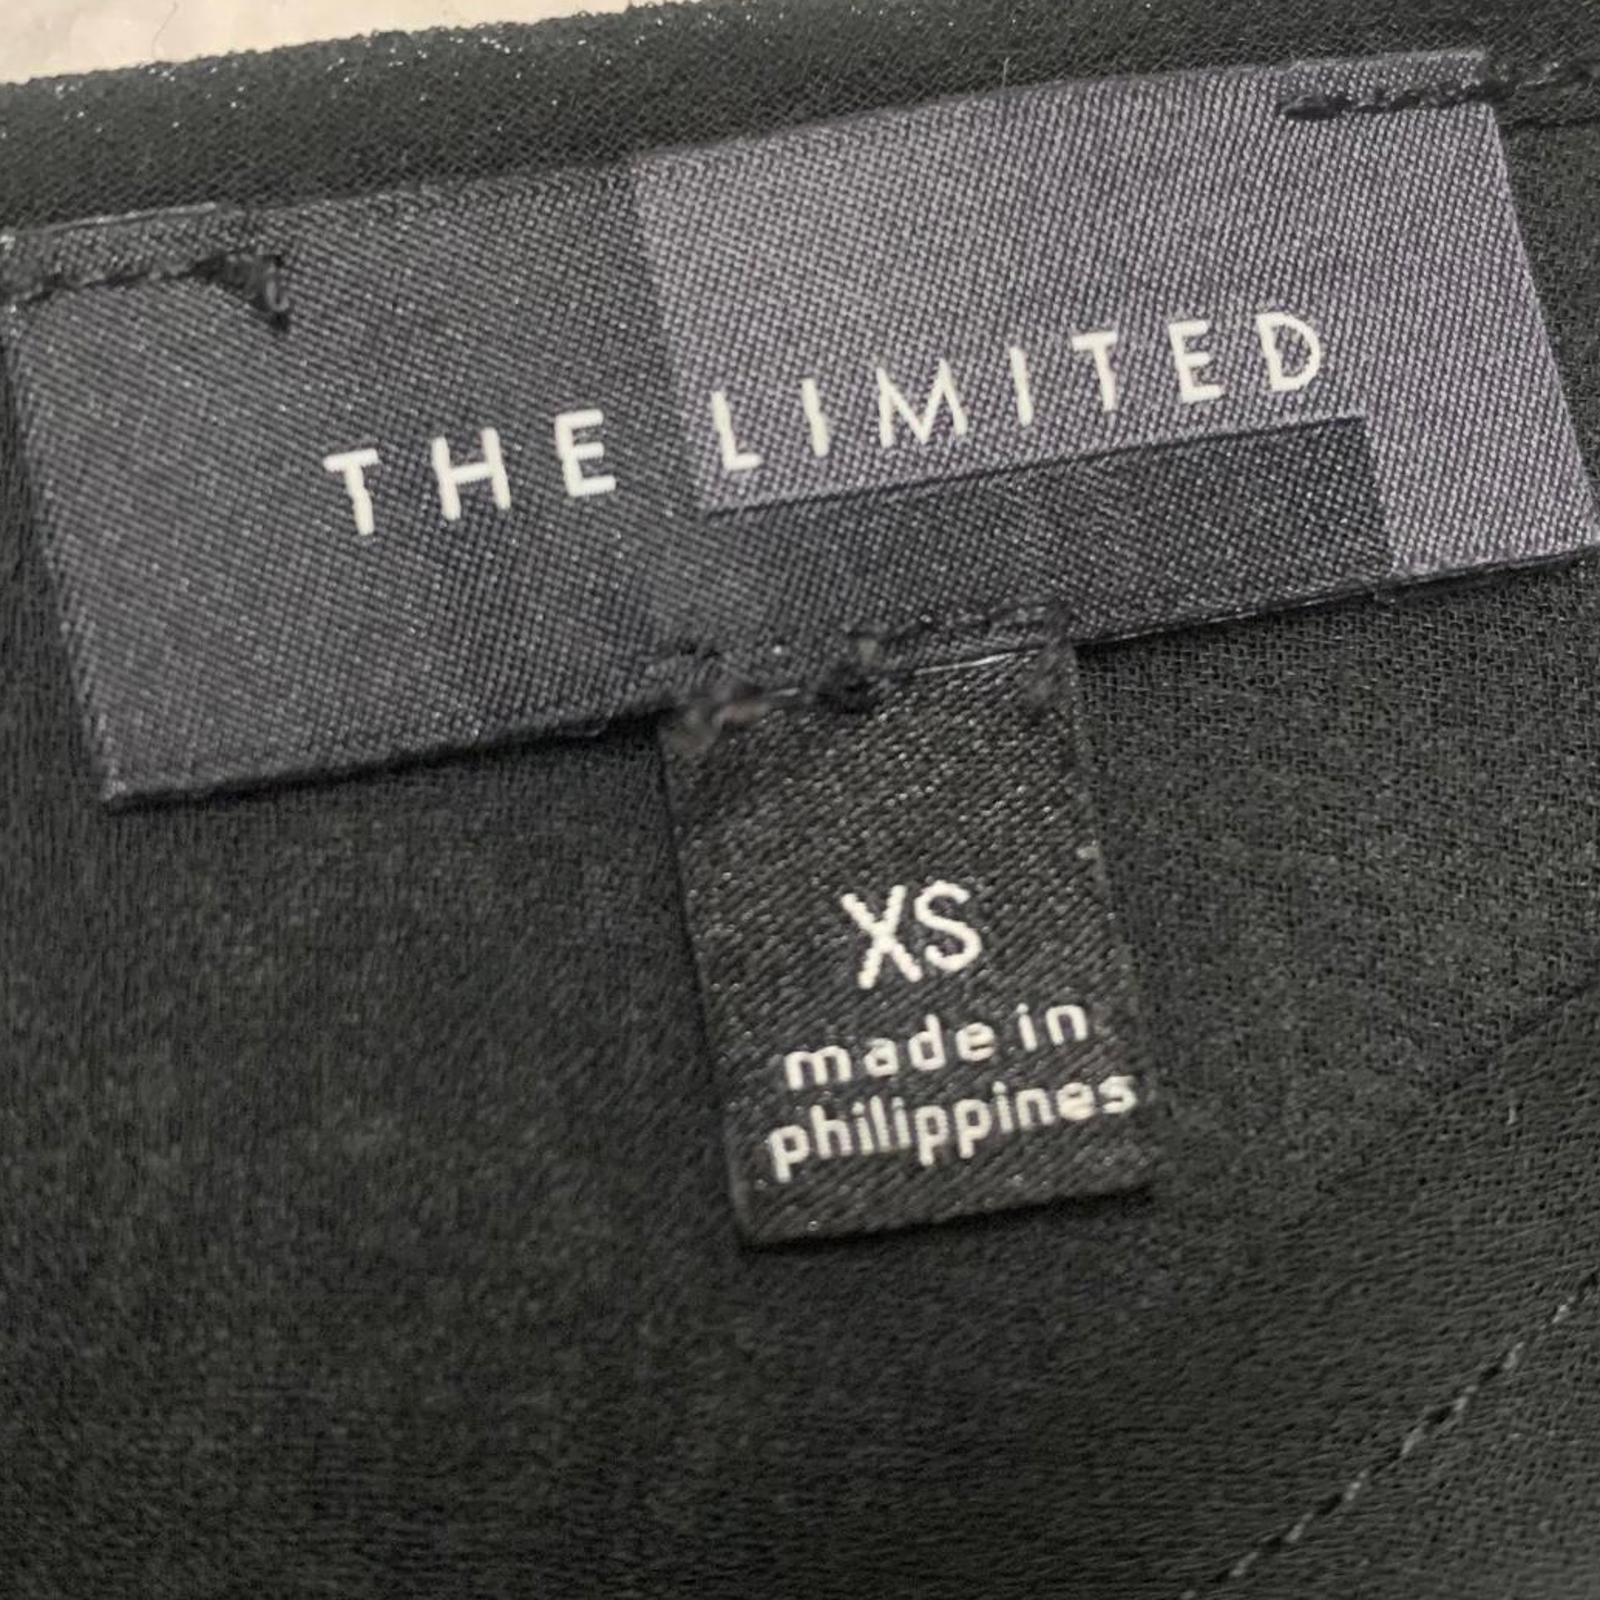 THE LIMITED
XS
made in
philippines